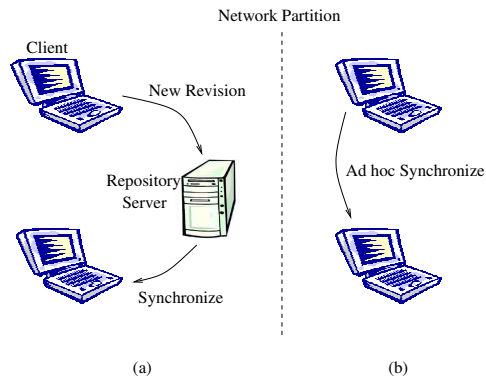 Network Partition
Client
New Revision
Repository
Server
Ad hoc Synchronize
Synchronize
(a)
(b)